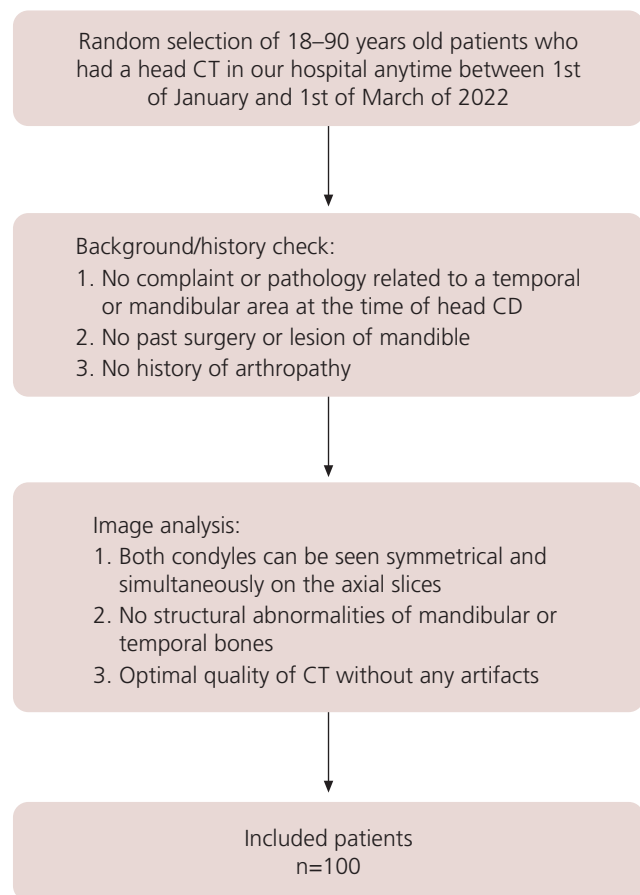 Random selection of 18–90 years old patients who
had a head CT in our hospital anytime between 1st
of January and 1st of March of 2022
Background/history check:
1. No complaint or pathology related to a temporal
or mandibular area at the time of head CD
2. No past surgery or lesion of mandible
3. No history of arthropathy
Image analysis:
1. Both condyles can be seen symmetrical and
simultaneously on the axial slices
2. No structural abnormalities of mandibular or
temporal bones
3. Optimal quality of CT without any artifacts
Included patients
n=100